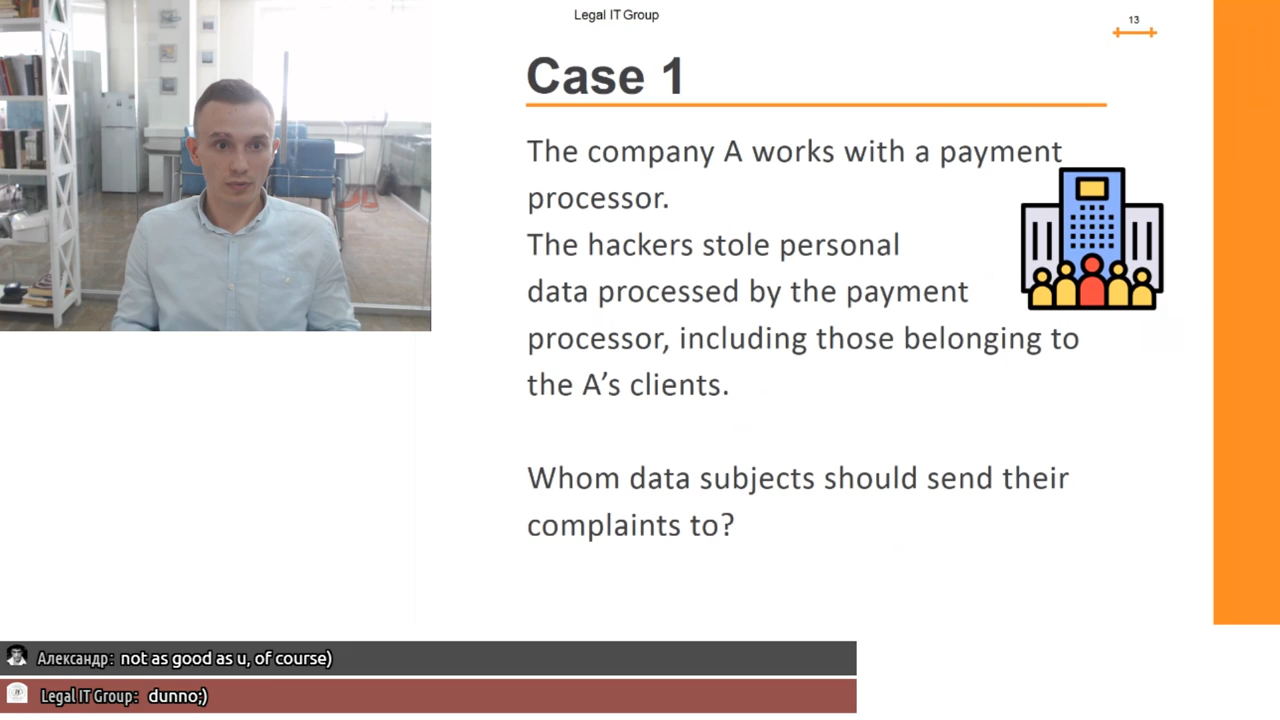 Legal IT Group
13
Case 1
The company A works with a payment
processor.
The hackers stole personal
data processed by the payment
processor, including those belonging to
the A’s clients.
Whom data subjects should send their
complaints to?
Александр: not as good as u, of course)
Legal IT Group: dunno;)